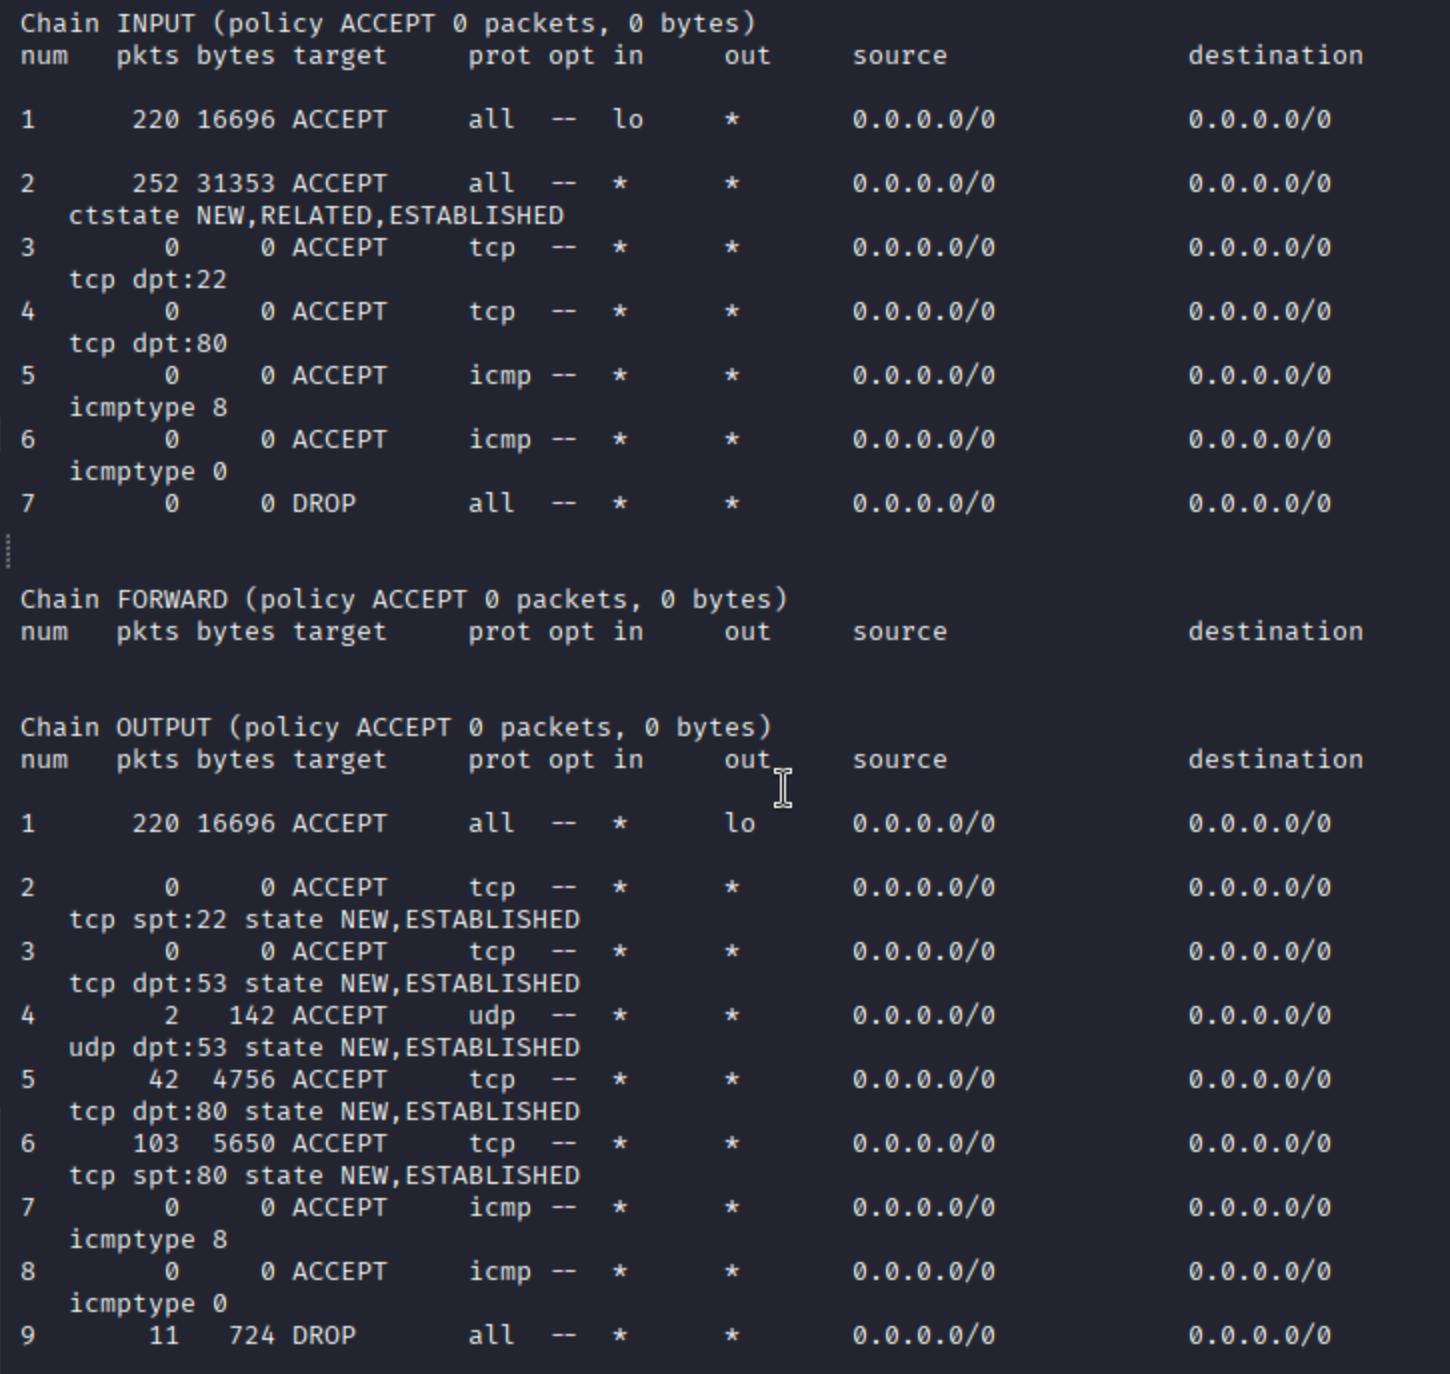 Chain INPUT (policy ACCEPT 0 packets, 0 bytes)
num   pkts bytes target     prot opt in     out     source               destination
1      220 16696 ACCEPT     all  --  lo     *       0.0.0.0/0            0.0.0.0/0
2      252 31353 ACCEPT     all  --  *      *       0.0.0.0/0            0.0.0.0/0
   ctstate NEW,RELATED,ESTABLISHED
3        0     0 ACCEPT     tcp  --  *      *       0.0.0.0/0            0.0.0.0/0
   tcp dpt:22
4        0     0 ACCEPT     tcp  --  *      *       0.0.0.0/0            0.0.0.0/0
   tcp dpt:80
5        0     0 ACCEPT     icmp --  *      *       0.0.0.0/0            0.0.0.0/0
   icmptype 8
6        0     0 ACCEPT     icmp --  *      *       0.0.0.0/0            0.0.0.0/0
   icmptype 0
7        0     0 DROP       all  --  *      *       0.0.0.0/0            0.0.0.0/0
Chain FORWARD (policy ACCEPT 0 packets, 0 bytes)
num   pkts bytes target     prot opt in     out     source               destination
Chain OUTPUT (policy ACCEPT 0 packets, 0 bytes)
num   pkts bytes target     prot opt in     out     source               destination
1      220 16696 ACCEPT     all  --  *      lo      0.0.0.0/0            0.0.0.0/0
2        0     0 ACCEPT     tcp  --  *      *       0.0.0.0/0            0.0.0.0/0
   tcp spt:22 state NEW,ESTABLISHED
3        0     0 ACCEPT     tcp  --  *      *       0.0.0.0/0            0.0.0.0/0
   tcp dpt:53 state NEW,ESTABLISHED
4        2   142 ACCEPT     udp  --  *      *       0.0.0.0/0            0.0.0.0/0
   udp dpt:53 state NEW,ESTABLISHED
5       42  4756 ACCEPT     tcp  --  *      *       0.0.0.0/0            0.0.0.0/0
   tcp dpt:80 state NEW,ESTABLISHED
6      103  5650 ACCEPT     tcp  --  *      *       0.0.0.0/0            0.0.0.0/0
   tcp spt:80 state NEW,ESTABLISHED
7        0     0 ACCEPT     icmp --  *      *       0.0.0.0/0            0.0.0.0/0
   icmptype 8
8        0     0 ACCEPT     icmp --  *      *       0.0.0.0/0            0.0.0.0/0
   icmptype 0
9       11   724 DROP       all  --  *      *       0.0.0.0/0            0.0.0.0/0